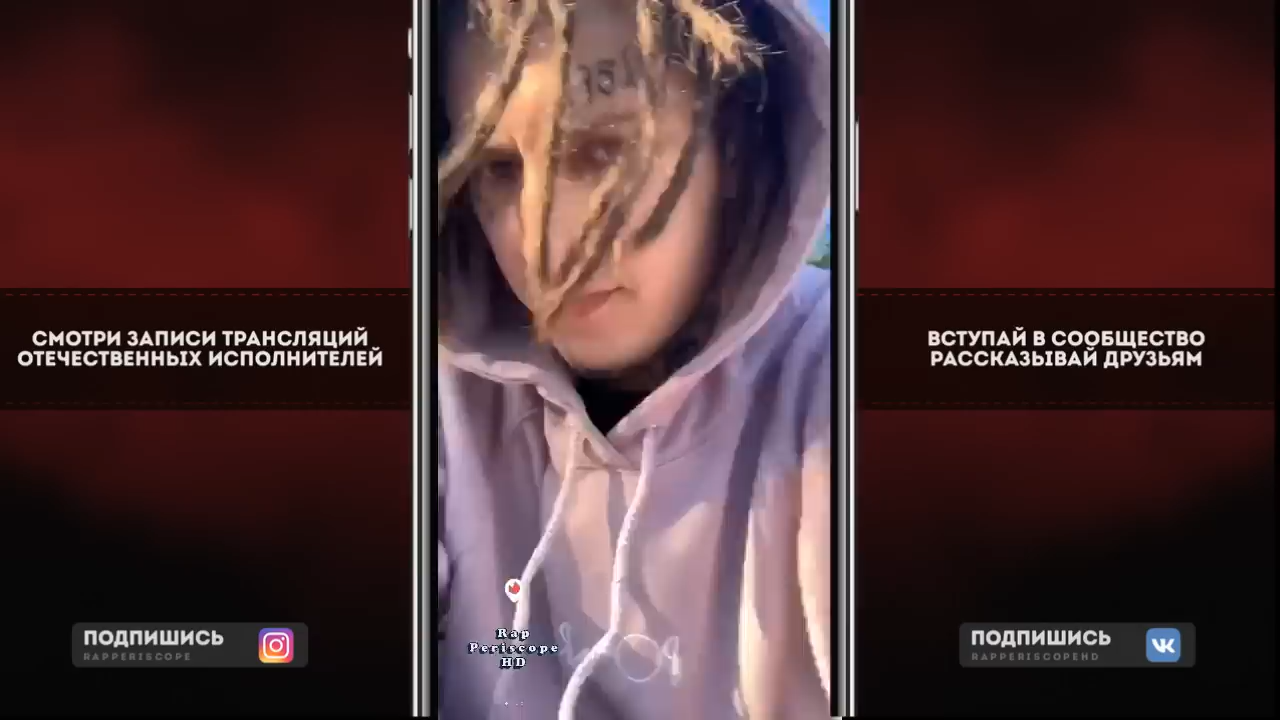 СМОТРИ ЗАПИСИ ТРАНСЛЯЦИЙ
ОТЕЧЕСТВЕННЫХ ИСПОЛНИТЕЛЕЙ
ВСТУПАЙ В СООБЩЕСТВО
РАССКАЗЫВАЙ ДРУЗЬЯМ
Rap
Periscope
HD
ПОДПИШИСЬ
RAPPERISCOPE
ПОДПИШИСЬ
RAPPERISCOPEHD